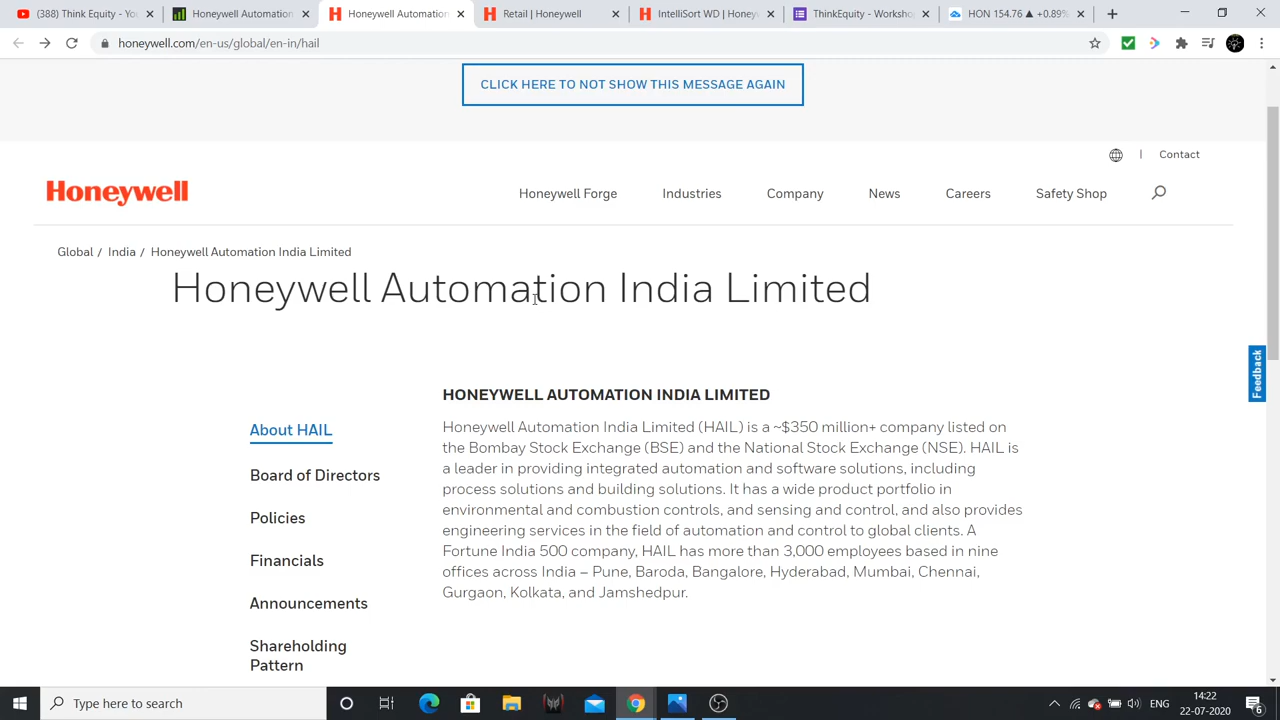 (388) Think Equity - Yo
Honeywell Automation
Honeywell Automation
Retail | Honeywell
IntelliSort WD | Honey
ThinkEquity - Worksho
HON 154.76 ▲ +0.89%
honeywell.com/en-us/global/en-in/hail
CLICK HERE TO NOT SHOW THIS MESSAGE AGAIN
| Contact
Honeywell
Honeywell Forge
Industries
Company
News
Careers
Safety Shop
Global / India / Honeywell Automation India Limited
Honeywell Automation India Limited
Feedback
About HAIL
Board of Directors
Policies
Financials
Announcements
Shareholding
Pattern
HONEYWELL AUTOMATION INDIA LIMITED
Honeywell Automation India Limited (HAIL) is a ~$350 million+ company listed on
the Bombay Stock Exchange (BSE) and the National Stock Exchange (NSE). HAIL is
a leader in providing integrated automation and software solutions, including
process solutions and building solutions. It has a wide product portfolio in
environmental and combustion controls, and sensing and control, and also provides
engineering services in the field of automation and control to global clients. A
Fortune India 500 company, HAIL has more than 3,000 employees based in nine
offices across India – Pune, Baroda, Bangalore, Hyderabad, Mumbai, Chennai,
Gurgaon, Kolkata, and Jamshedpur.
Type here to search
ENG
14:22
22-07-2020
6